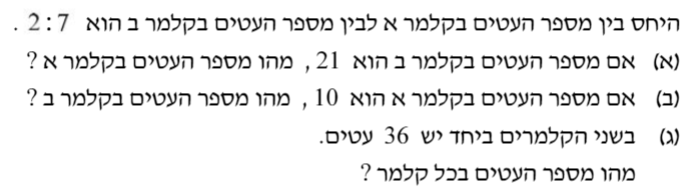 היחס בין מספר העטים בקלמר א לבין מספר העטים בקלמר ב הוא 2:7 .
(א) אם מספר העטים בקלמר ב הוא 21 , מהו מספר העטים בקלמר א ?
(ב) אם מספר העטים בקלמר א הוא 10 , מהו מספר העטים בקלמר ב ?
(ג) בשני הקלמרים ביחד יש 36 עטים.
מהו מספר העטים בכל קלמר ?